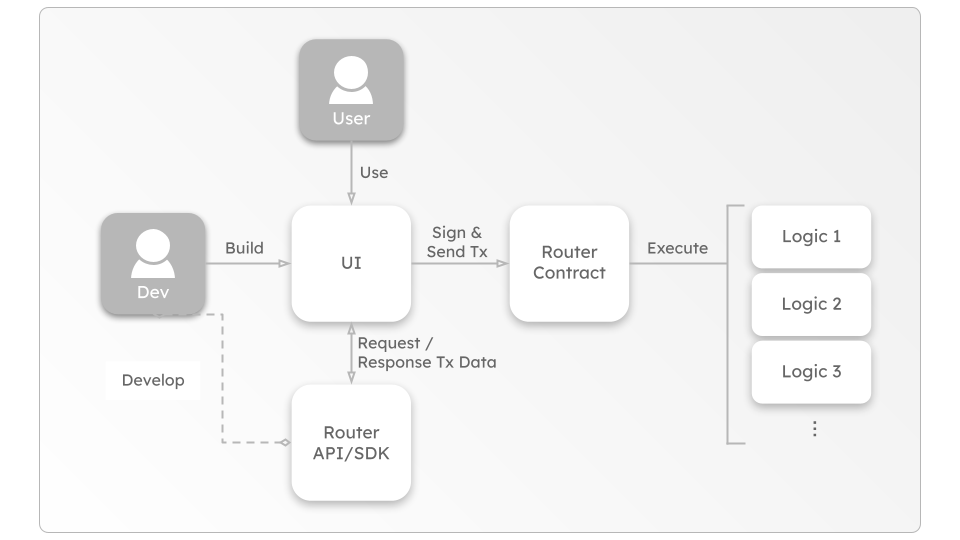 User
Use
Dev
Build
UI
Sign &
Send Tx
Router
Contract
Execute
Logic 1
Logic 2
Logic 3
⋮
Request /
Response Tx Data
Develop
Router
API/SDK